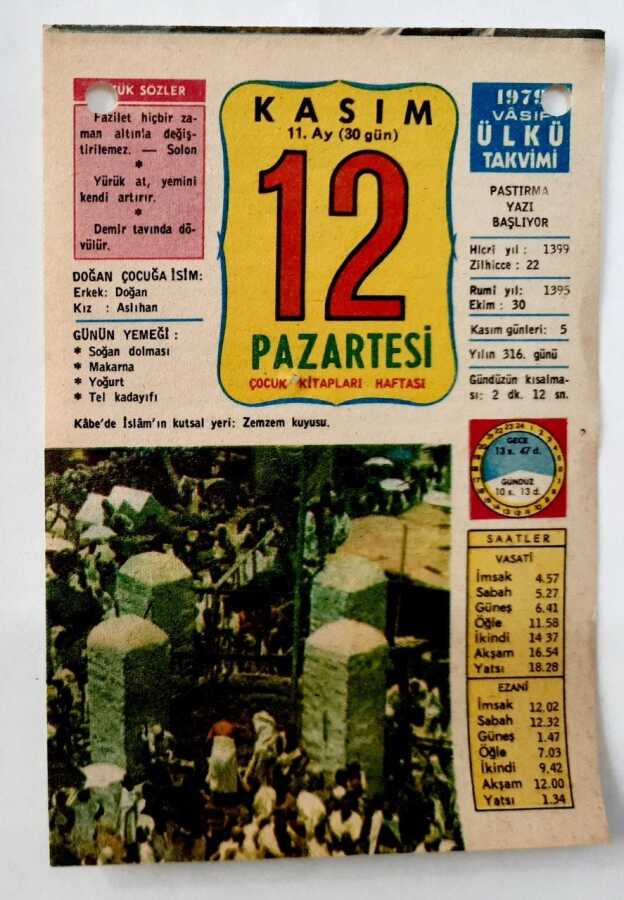 SÖZLER
Fazilet hiçbir za-
man altınla değiş-
tirilemez. — Solon
*
Yürük at, yemini
kendi artırır.
*
Demir tavında dö-
vülür.
DOĞAN ÇOCUĞA İSİM:
Erkek: Doğan
Kız : Aslıhan
GÜNÜN YEMEĞİ :
* Soğan dolması
* Makarna
* Yoğurt
* Tel kadayıfı
KASIM
11. Ay (30 gün)
12
PAZARTESİ
ÇOCUK KİTAPLARI HAFTASI
1979
VÂSIF
ÜLKÜ
TAKVİMİ
PASTIRMA
YAZI
BAŞLIYOR
Hicrî yıl : 1399
Zilhicce : 22
Rumî yıl: 1395
Ekim : 30
Kasım günleri: 5
Yılın 316. günü
Gündüzün kısalma-
sı: 2 dk. 12 sn.
Kâbe'de İslâm'ın kutsal yeri: Zemzem kuyusu.
GECE
13 s. 47 d.
GÜNDÜZ
10 s. 13 d.
SAATLER
VASATİ
İmsak 4.57
Sabah 5.27
Güneş 6.41
Öğle 11.58
İkindi 14 37
Akşam 16.54
Yatsı 18.28
EZANİ
İmsak 12.02
Sabah 12.32
Güneş 1.47
Öğle 7.03
İkindi 9.42
Akşam 12.00
Yatsı 1.34